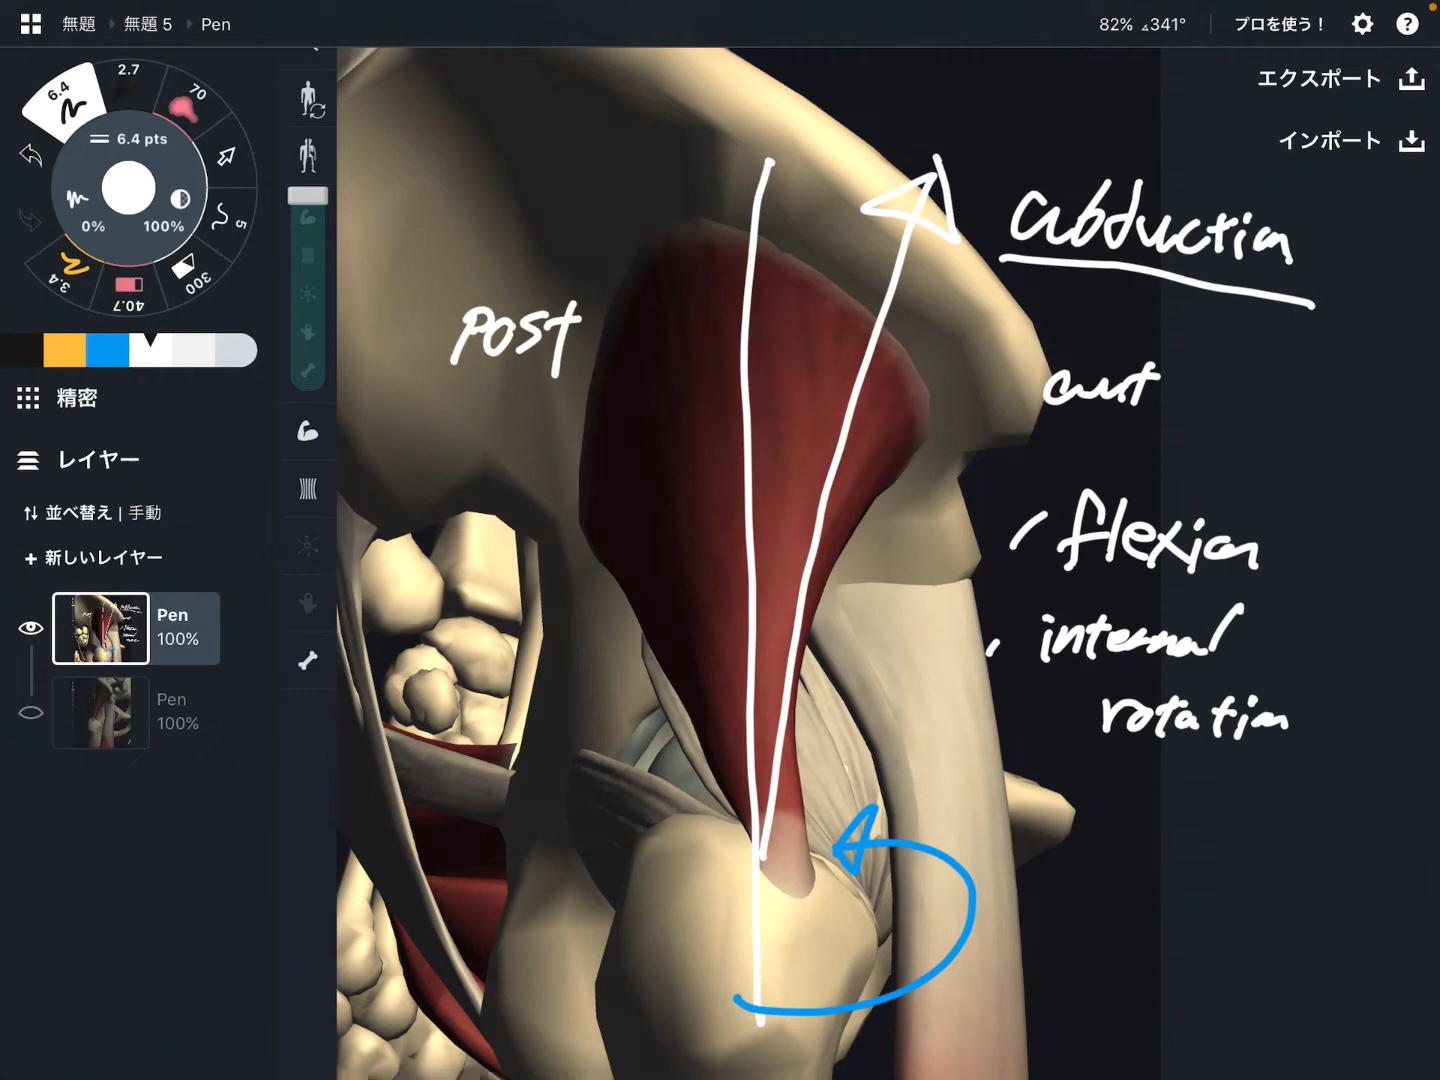 無題 無題 5 Pen
82% ⊿341° プロを使う！
エクスポート
インポート
6.4
2.7
70
5
300
40.7
3.4
6.4 pts
0% 100%
精密
レイヤー
並べ替え | 手動
+ 新しいレイヤー
Pen
100%
Pen
100%
abduction
post
ant
flexion
internal
rotation